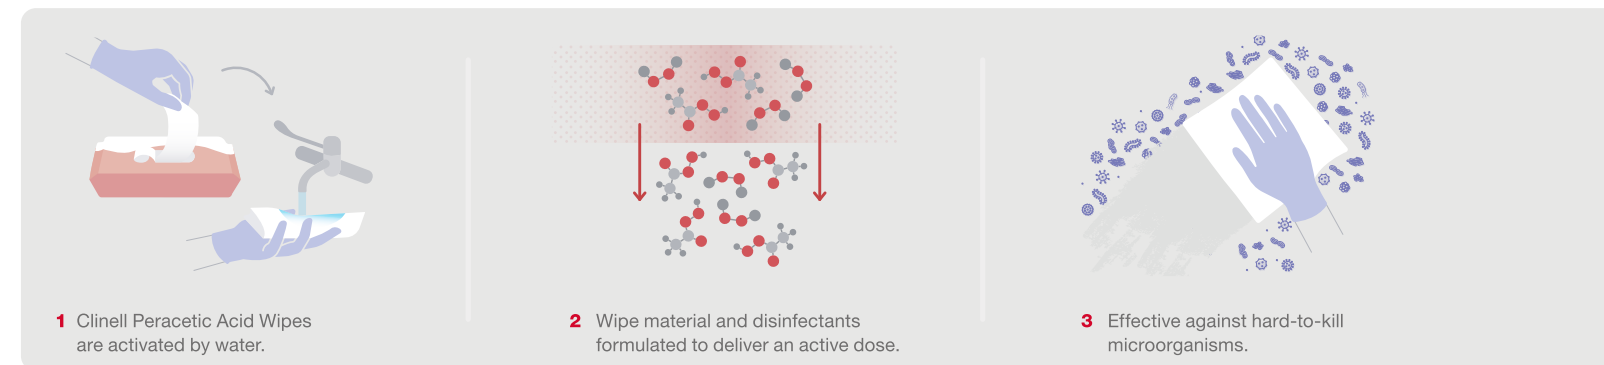 1 Clinell Peracetic Acid Wipes
are activated by water.
2 Wipe material and disinfectants
formulated to deliver an active dose.
3 Effective against hard-to-kill
microorganisms.